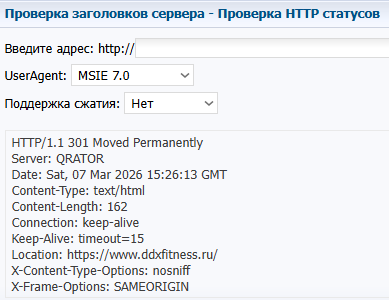 Проверка заголовков сервера - Проверка HTTP статусов
Введите адрес: http://
UserAgent: MSIE 7.0
Поддержка сжатия: Нет
HTTP/1.1 301 Moved Permanently
Server: QRATOR
Date: Sat, 07 Mar 2026 15:26:13 GMT
Content-Type: text/html
Content-Length: 162
Connection: keep-alive
Keep-Alive: timeout=15
Location: https://www.ddxfitness.ru/
X-Content-Type-Options: nosniff
X-Frame-Options: SAMEORIGIN